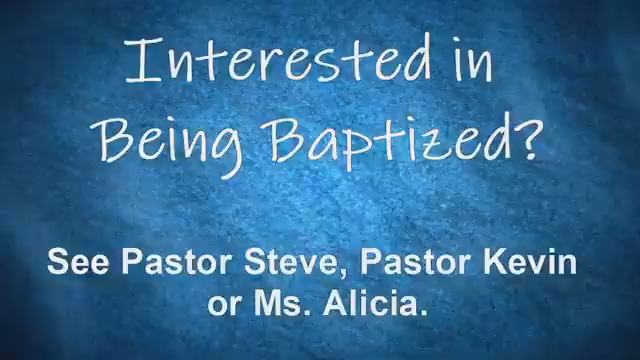 Interested in
Being Baptized?
See Pastor Steve, Pastor Kevin
or Ms. Alicia.